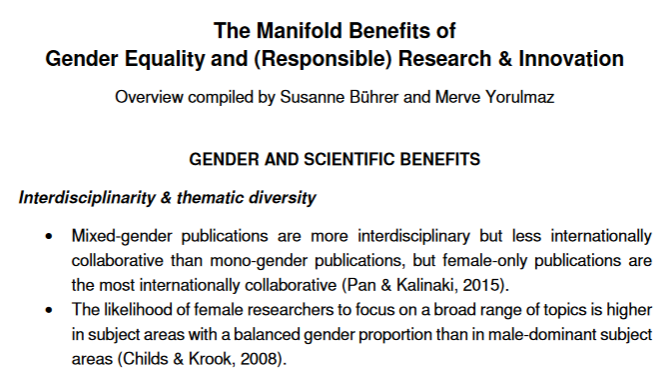 The Manifold Benefits of
Gender Equality and (Responsible) Research & Innovation
Overview compiled by Susanne Bührer and Merve Yorulmaz
GENDER AND SCIENTIFIC BENEFITS
Interdisciplinarity & thematic diversity
• Mixed-gender publications are more interdisciplinary but less internationally
collaborative than mono-gender publications, but female-only publications are
the most internationally collaborative (Pan & Kalinaki, 2015).
• The likelihood of female researchers to focus on a broad range of topics is higher
in subject areas with a balanced gender proportion than in male-dominant subject
areas (Childs & Krook, 2008).